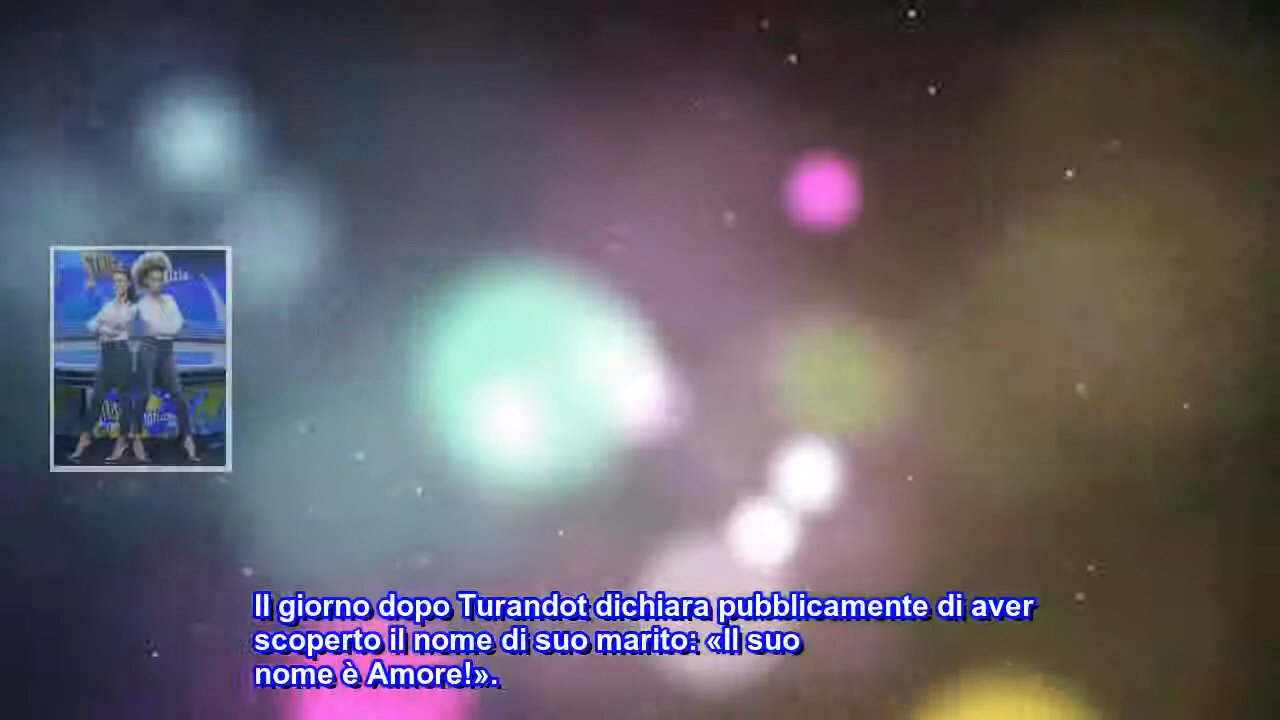 Il giorno dopo Turandot dichiara pubblicamente di aver
scoperto il nome di suo marito: «Il suo
nome è Amore!».